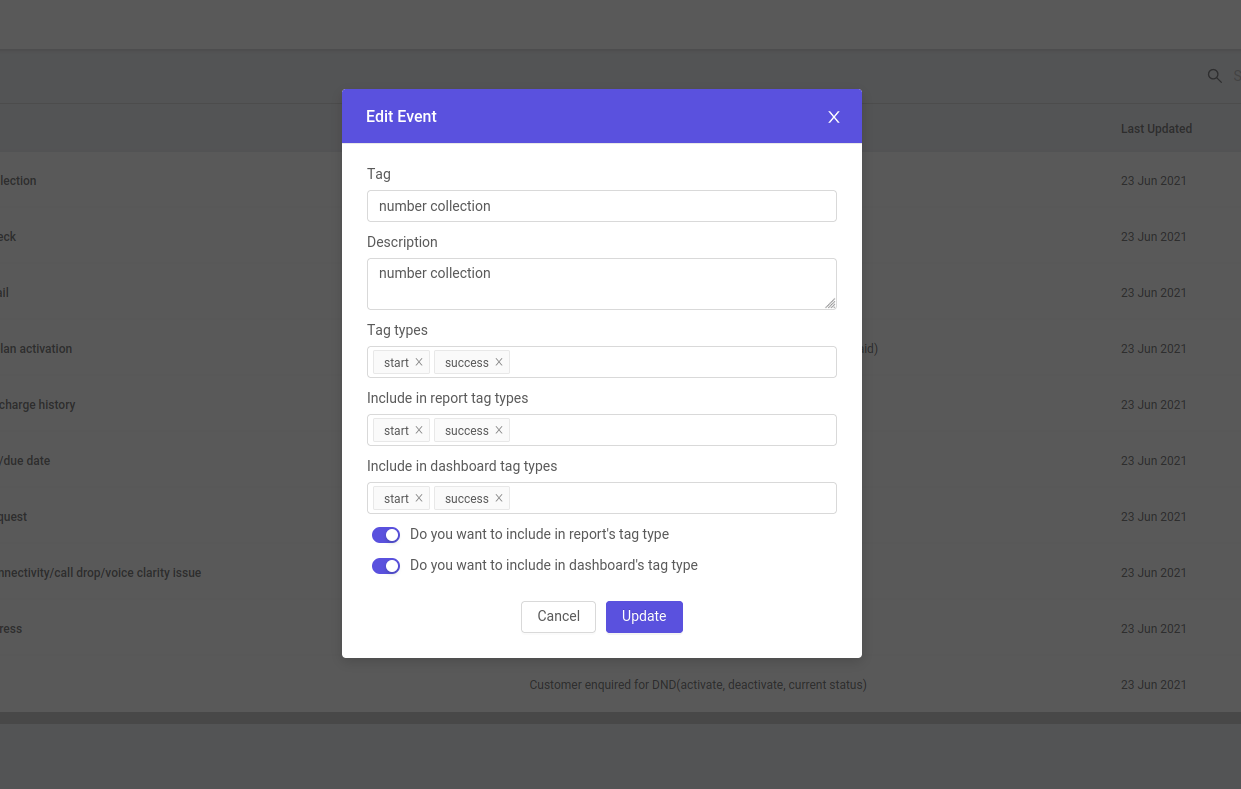 S
Edit Event
X
Last Updated
Tag
lection
23 Jun 2021
number collection
eck
23 Jun 2021
Description
number collection
ail
23 Jun 2021
Tag types
lan activation
aid)
23 Jun 2021
start X success X
Include in report tag types
charge history
23 Jun 2021
start X success X
/due date
23 Jun 2021
Include in dashboard tag types
start X success X
quest
23 Jun 2021
Do you want to include in report's tag type
Do you want to include in dashboard's tag type
nnectivity/call drop/voice clarity issue
23 Jun 2021
Cancel
Update
ress
23 Jun 2021
Customer enquired for DND(activate, deactivate, current status)
23 Jun 2021